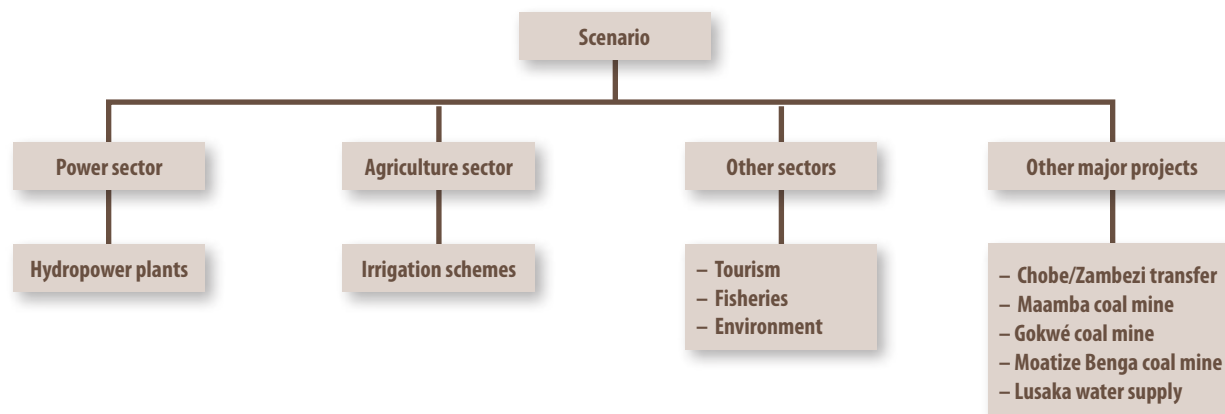 Scenario
Power sector
Agriculture sector
Other sectors
Other major projects
Hydropower plants
Irrigation schemes
– Tourism
– Fisheries
– Environment
– Chobe/Zambezi transfer
– Maamba coal mine
– Gokwé coal mine
– Moatize Benga coal mine
– Lusaka water supply